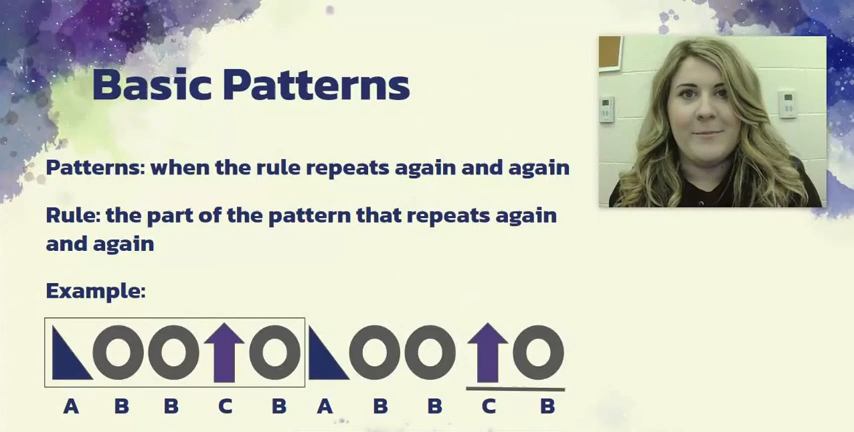 Basic Patterns
Patterns: when the rule repeats again and again
Rule: the part of the pattern that repeats again
and again
Example:
A B B C B A B B C B